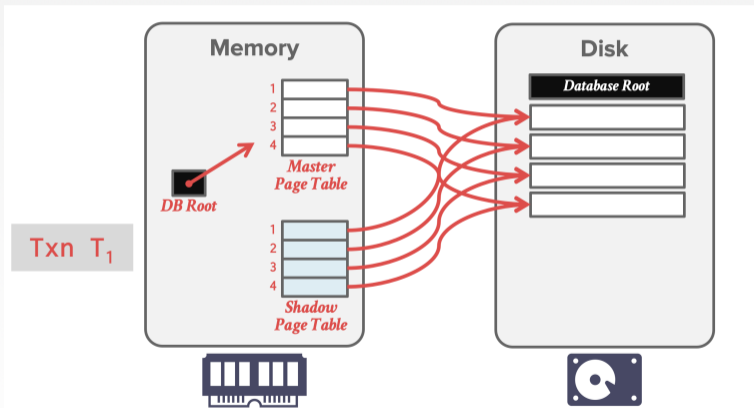 Memory
Disk
1
2
3
4
Master
Page Table
DB Root
Database Root
Txn T₁
1
2
3
4
Shadow
Page Table